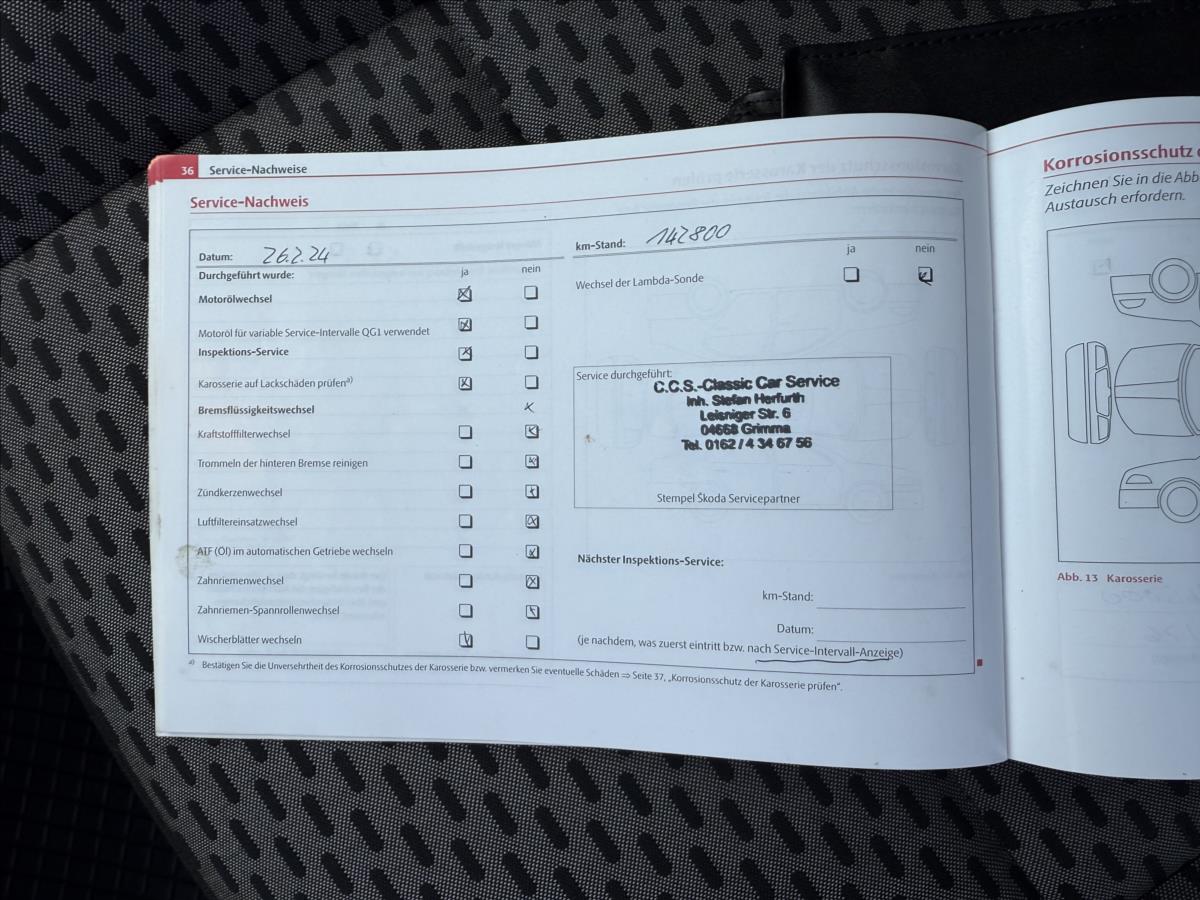 36 Service-Nachweise
Service-Nachweis
Datum: 26.2.24
km-Stand: 142800
Durchgeführt wurde: ja nein
Motorölwechsel
Motoröl für variable Service-Intervalle QG1 verwendet
Inspektions-Service
Karosserie auf Lackschäden prüfen a)
Bremsflüssigkeitswechsel
Kraftstofffilterwechsel
Trommeln der hinteren Bremse reinigen
Zündkerzenwechsel
Luftfiltereinsatzwechsel
ATF (Öl) im automatischen Getriebe wechseln
Zahnriemenwechsel
Zahnriemen-Spannrollenwechsel
Wischerblätter wechseln
ja nein
Wechsel der Lambda-Sonde
Service durchgeführt:
C.C.S.-Classic Car Service
Inh. Stefan Herfurth
Leisniger Str. 6
04668 Grimma
Tel. 0162 / 4 34 67 56
Stempel Škoda Servicepartner
Nächster Inspektions-Service:
km-Stand:
Datum:
(je nachdem, was zuerst eintritt bzw. nach Service-Intervall-Anzeige)
a) Bestätigen Sie die Unversehrtheit des Korrosionsschutzes der Karosserie bzw. vermerken Sie eventuelle Schäden ⇒ Seite 37, „Korrosionsschutz der Karosserie prüfen“.
Korrosionsschutz
Zeichnen Sie in die Abb
Austausch erfordern.
Abb. 13 Karosserie